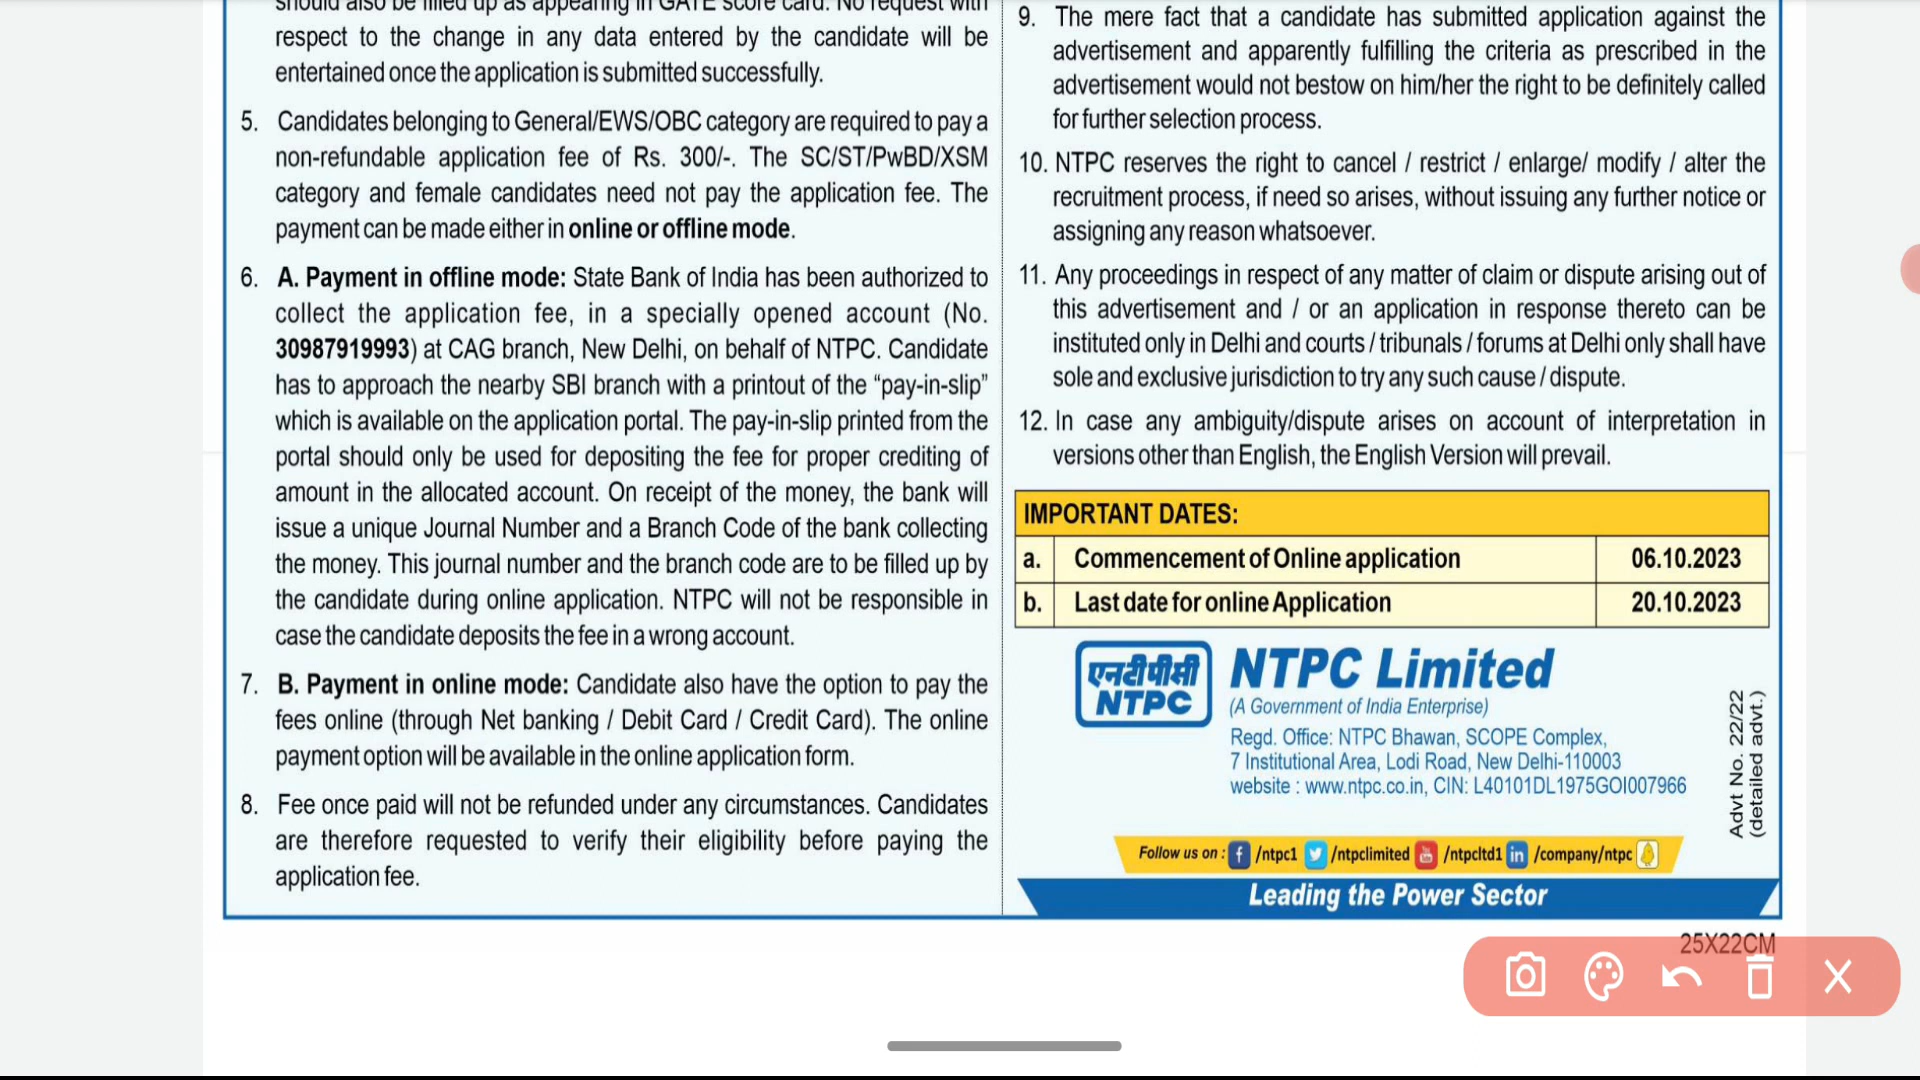 should also be filled up as appearing in GATE score card. No request with
respect to the change in any data entered by the candidate will be
entertained once the application is submitted successfully.
5. Candidates belonging to General/EWS/OBC category are required to pay a
non-refundable application fee of Rs. 300/-. The SC/ST/PwBD/XSM
category and female candidates need not pay the application fee. The
payment can be made either in online or offline mode.
6. A. Payment in offline mode: State Bank of India has been authorized to
collect the application fee, in a specially opened account (No.
30987919993) at CAG branch, New Delhi, on behalf of NTPC. Candidate
has to approach the nearby SBI branch with a printout of the “pay-in-slip”
which is available on the application portal. The pay-in-slip printed from the
portal should only be used for depositing the fee for proper crediting of
amount in the allocated account. On receipt of the money, the bank will
issue a unique Journal Number and a Branch Code of the bank collecting
the money. This journal number and the branch code are to be filled up by
the candidate during online application. NTPC will not be responsible in
case the candidate deposits the fee in a wrong account.
7. B. Payment in online mode: Candidate also have the option to pay the
fees online (through Net banking / Debit Card / Credit Card). The online
payment option will be available in the online application form.
8. Fee once paid will not be refunded under any circumstances. Candidates
are therefore requested to verify their eligibility before paying the
application fee.
9. The mere fact that a candidate has submitted application against the
advertisement and apparently fulfilling the criteria as prescribed in the
advertisement would not bestow on him/her the right to be definitely called
for further selection process.
10. NTPC reserves the right to cancel / restrict / enlarge/ modify / alter the
recruitment process, if need so arises, without issuing any further notice or
assigning any reason whatsoever.
11. Any proceedings in respect of any matter of claim or dispute arising out of
this advertisement and / or an application in response thereto can be
instituted only in Delhi and courts / tribunals / forums at Delhi only shall have
sole and exclusive jurisdiction to try any such cause / dispute.
12. In case any ambiguity/dispute arises on account of interpretation in
versions other than English, the English Version will prevail.
IMPORTANT DATES:
a. Commencement of Online application 06.10.2023
b. Last date for online Application 20.10.2023
एनटीपीसी
NTPC
NTPC Limited
(A Government of India Enterprise)
Regd. Office: NTPC Bhawan, SCOPE Complex,
7 Institutional Area, Lodi Road, New Delhi-110003
website : www.ntpc.co.in, CIN: L40101DL1975GOI007966
Advt No. 22/22
(detailed advt.)
Follow us on : /ntpc1 /ntpclimited /ntpcltd1 /company/ntpc
Leading the Power Sector
25X22CM